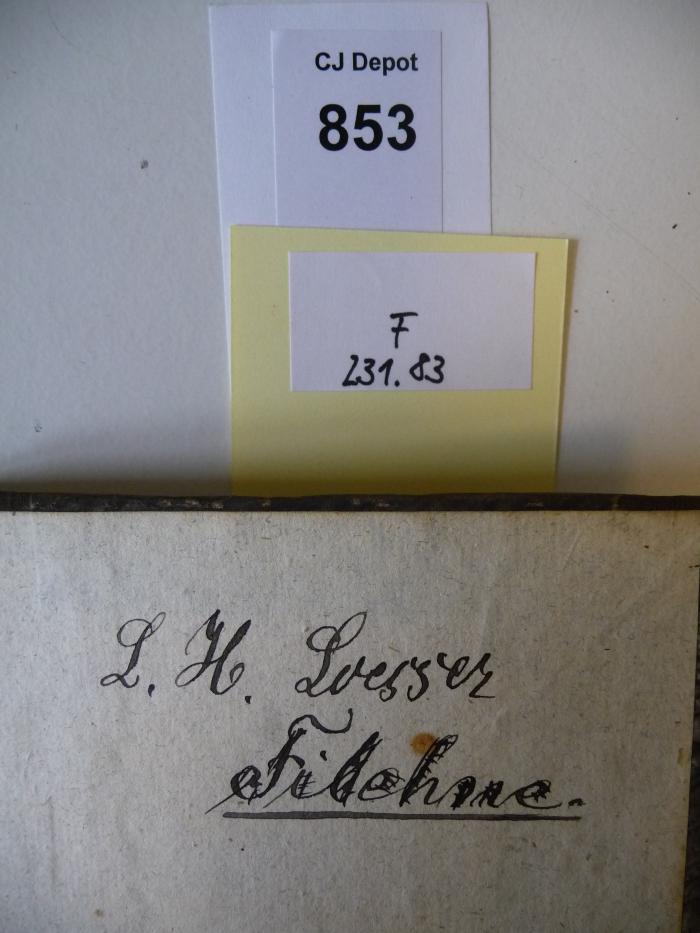 CJ Depot
853
F
231.83
L. H. Loesser
Filehne.